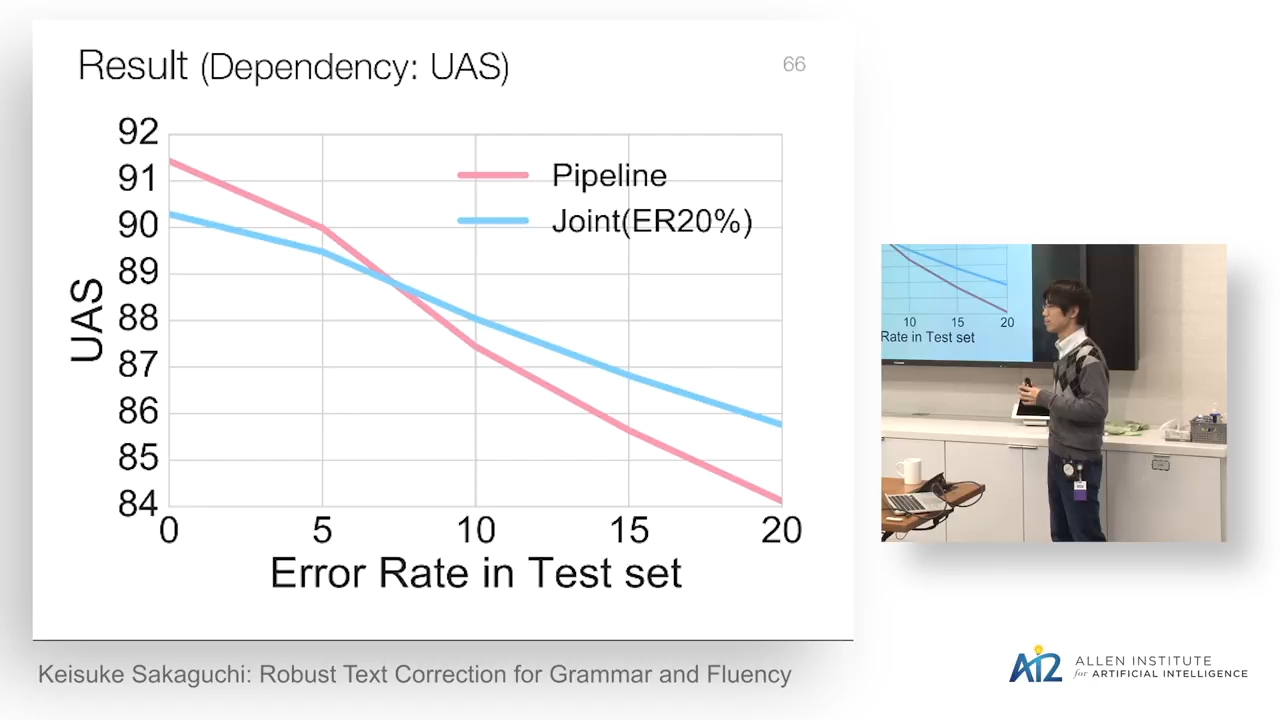 Result (Dependency: UAS)
66
92
91
90
89
88
87
86
85
84
UAS
Pipeline
Joint(ER20%)
0 5 10 15 20
Error Rate in Test set
10 15 20
Rate in Test set
Keisuke Sakaguchi: Robust Text Correction for Grammar and Fluency
AI2
ALLEN INSTITUTE
for ARTIFICIAL INTELLIGENCE